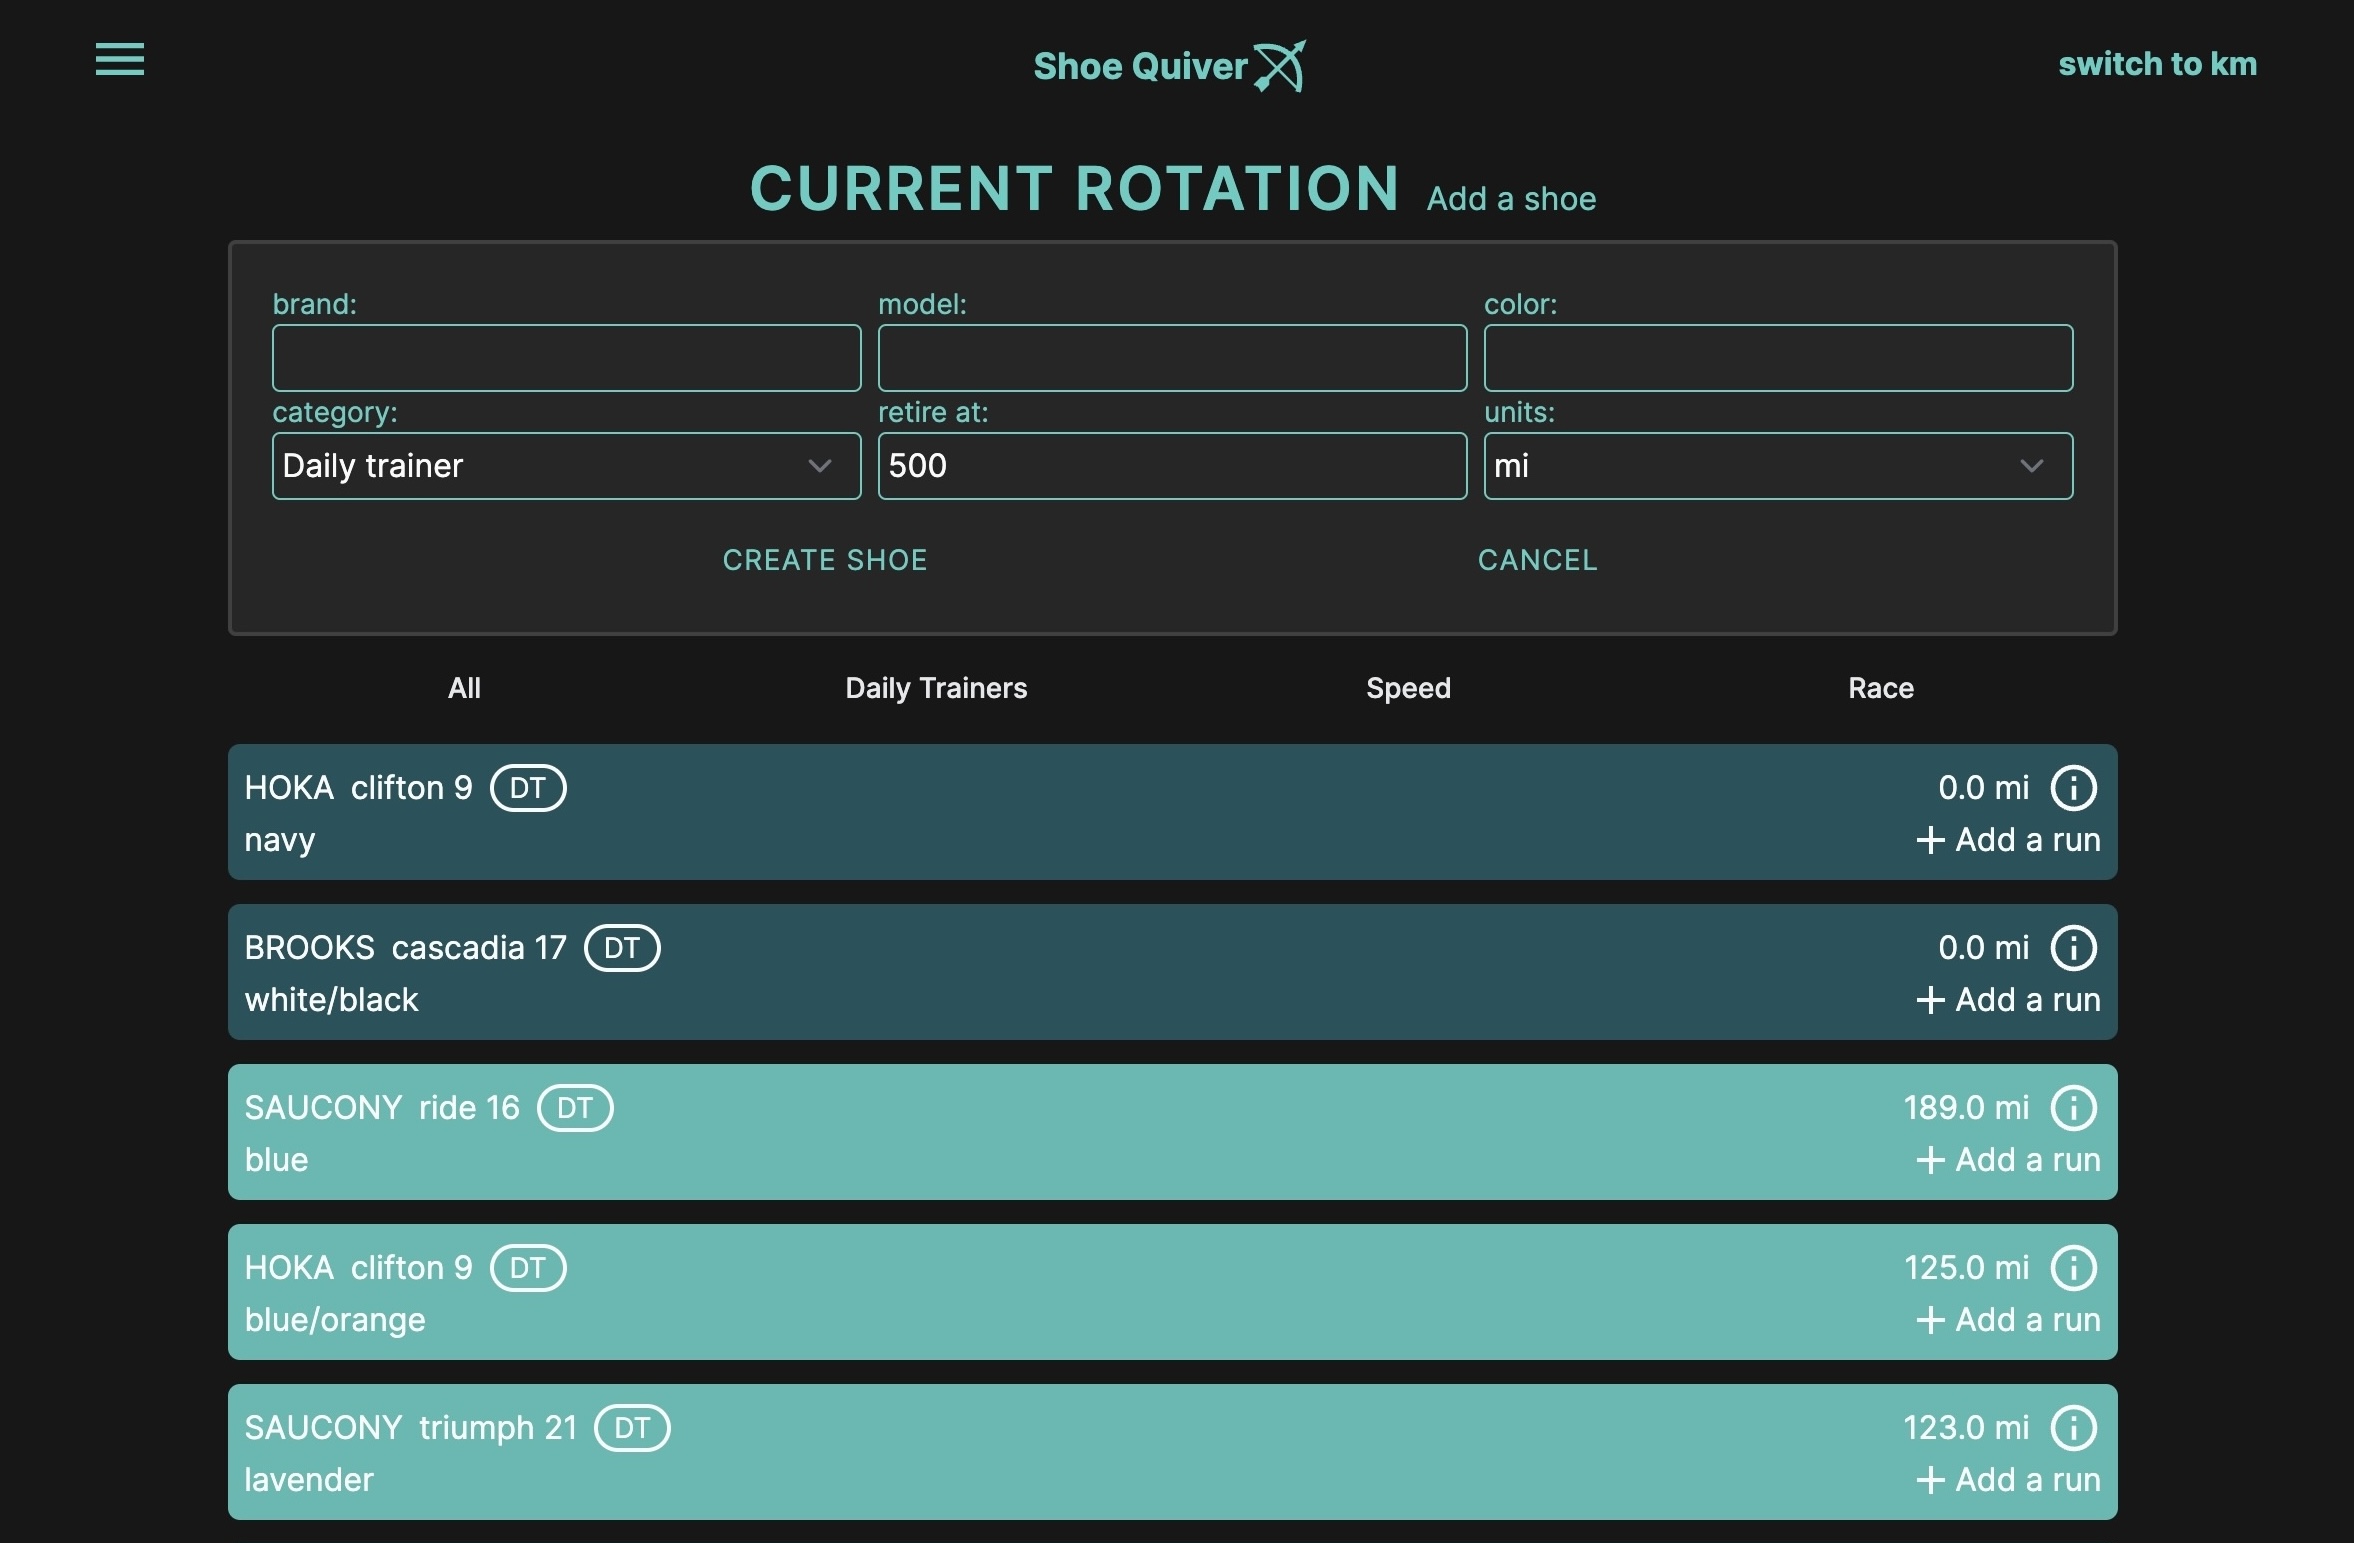 Shoe Quiver
switch to km
CURRENT ROTATION Add a shoe
brand: model: color:
category: retire at: units:
Daily trainer 500 mi
CREATE SHOE CANCEL
All Daily Trainers Speed Race
HOKA clifton 9 DT 0.0 mi
navy + Add a run
BROOKS cascadia 17 DT 0.0 mi
white/black + Add a run
SAUCONY ride 16 DT 189.0 mi
blue + Add a run
HOKA clifton 9 DT 125.0 mi
blue/orange + Add a run
SAUCONY triumph 21 DT 123.0 mi
lavender + Add a run